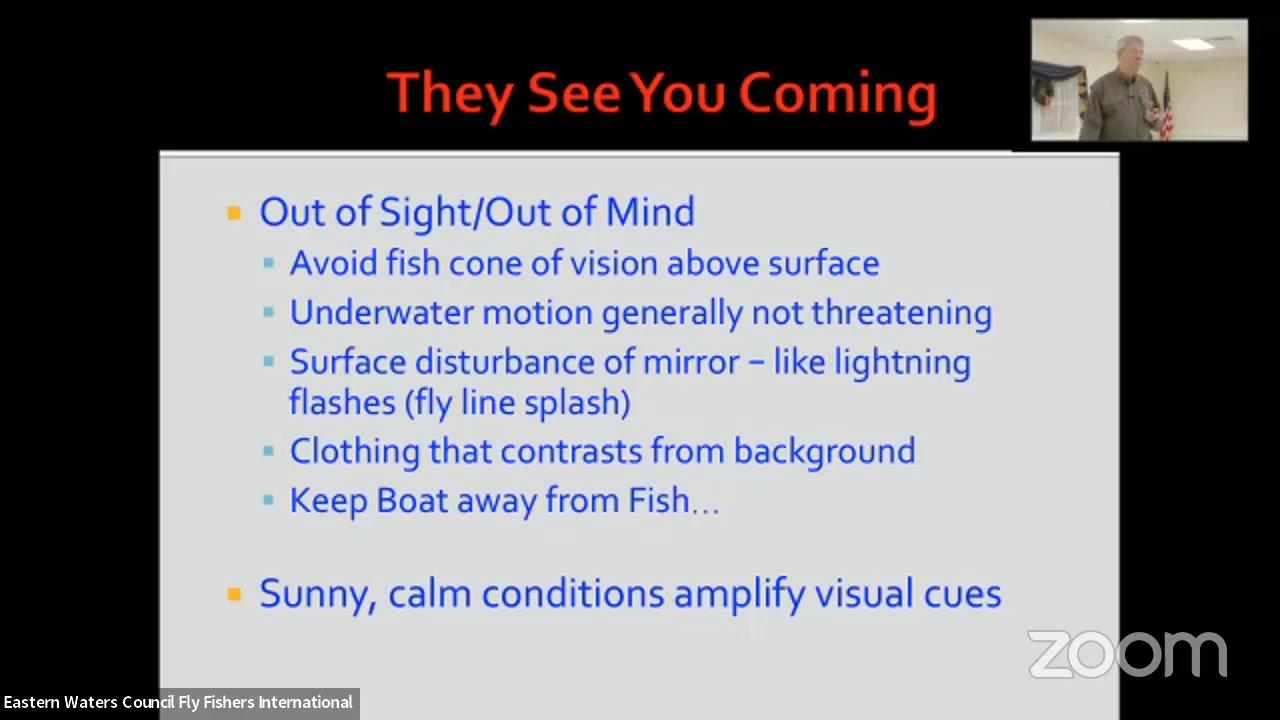 They See You Coming
Out of Sight/Out of Mind
Avoid fish cone of vision above surface
Underwater motion generally not threatening
Surface disturbance of mirror – like lightning
flashes (fly line splash)
Clothing that contrasts from background
Keep Boat away from Fish...
Sunny, calm conditions amplify visual cues
zoom
Eastern Waters Council Fly Fishers International